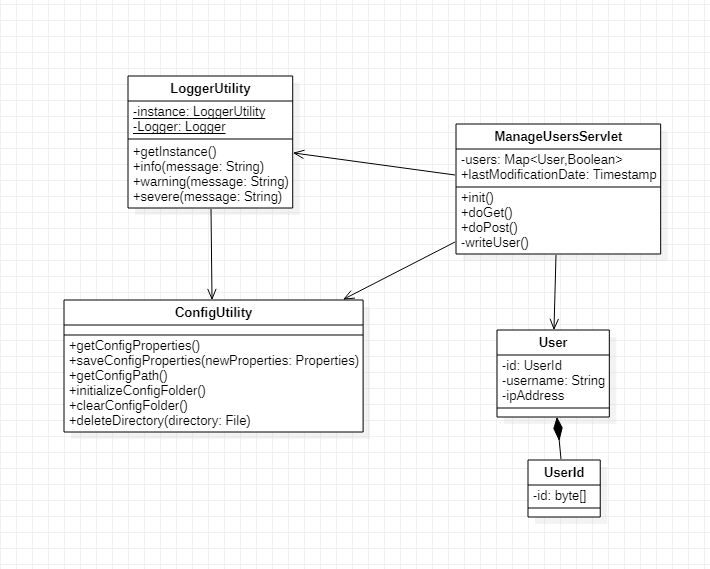 LoggerUtility
-instance: LoggerUtility
-Logger: Logger
+getInstance()
+info(message: String)
+warning(message: String)
+severe(message: String)
ManageUsersServlet
-users: Map<User,Boolean>
+lastModificationDate: Timestamp
+init()
+doGet()
+doPost()
-writeUser()
ConfigUtility
+getConfigProperties()
+saveConfigProperties(newProperties: Properties)
+getConfigPath()
+initializeConfigFolder()
+clearConfigFolder()
+deleteDirectory(directory: File)
User
-id: UserId
-username: String
-ipAddress
UserId
-id: byte[]